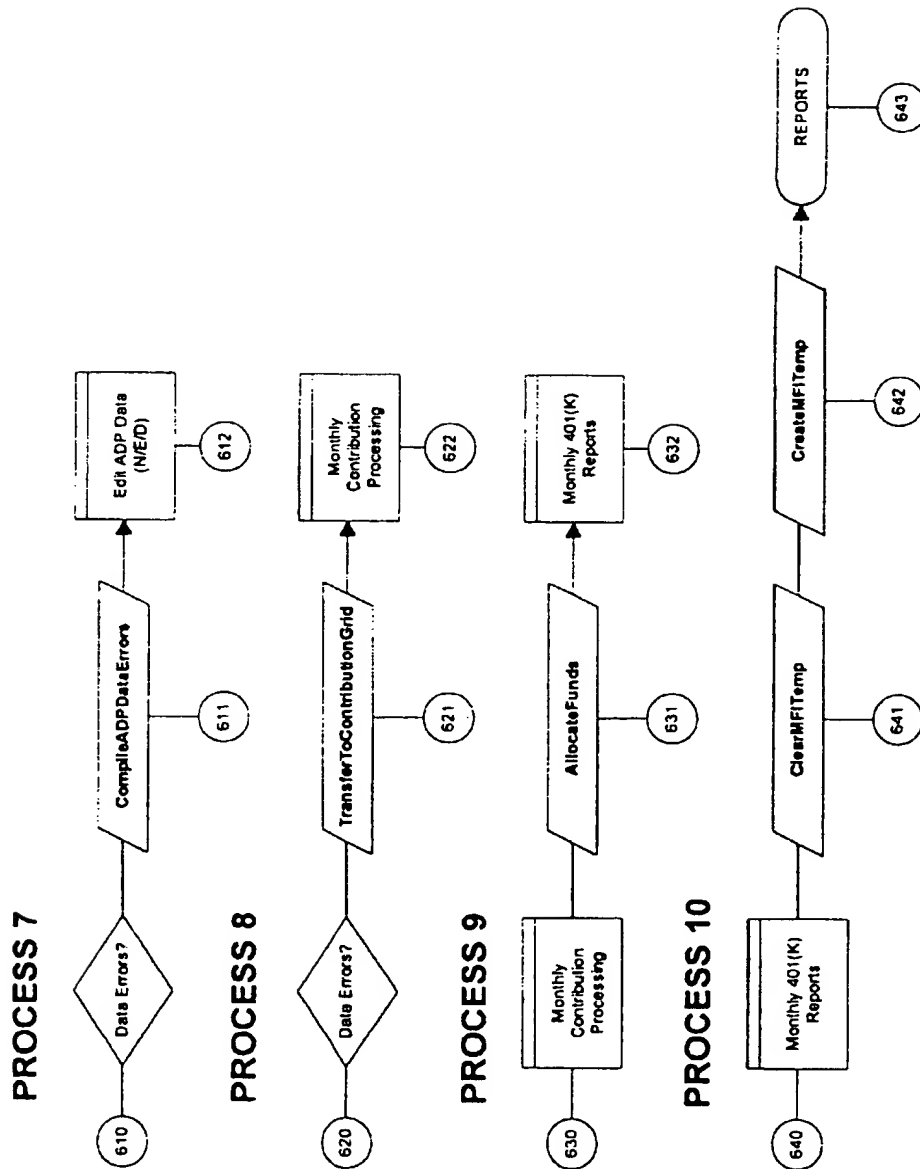 PROCESS 7
610
Data Errors?
CompileADPDataErrors
611
Edit ADP Data
(N/E/D)
612
PROCESS 8
620
Data Errors?
TransferToContributionGrid
621
Monthly
Contribution
Processing
622
PROCESS 9
630
Monthly
Contribution
Processing
AllocateFunds
631
Monthly 401(K)
Reports
632
PROCESS 10
640
Monthly 401(K)
Reports
ClearMFITemp
641
CreateMFITemp
642
REPORTS
643